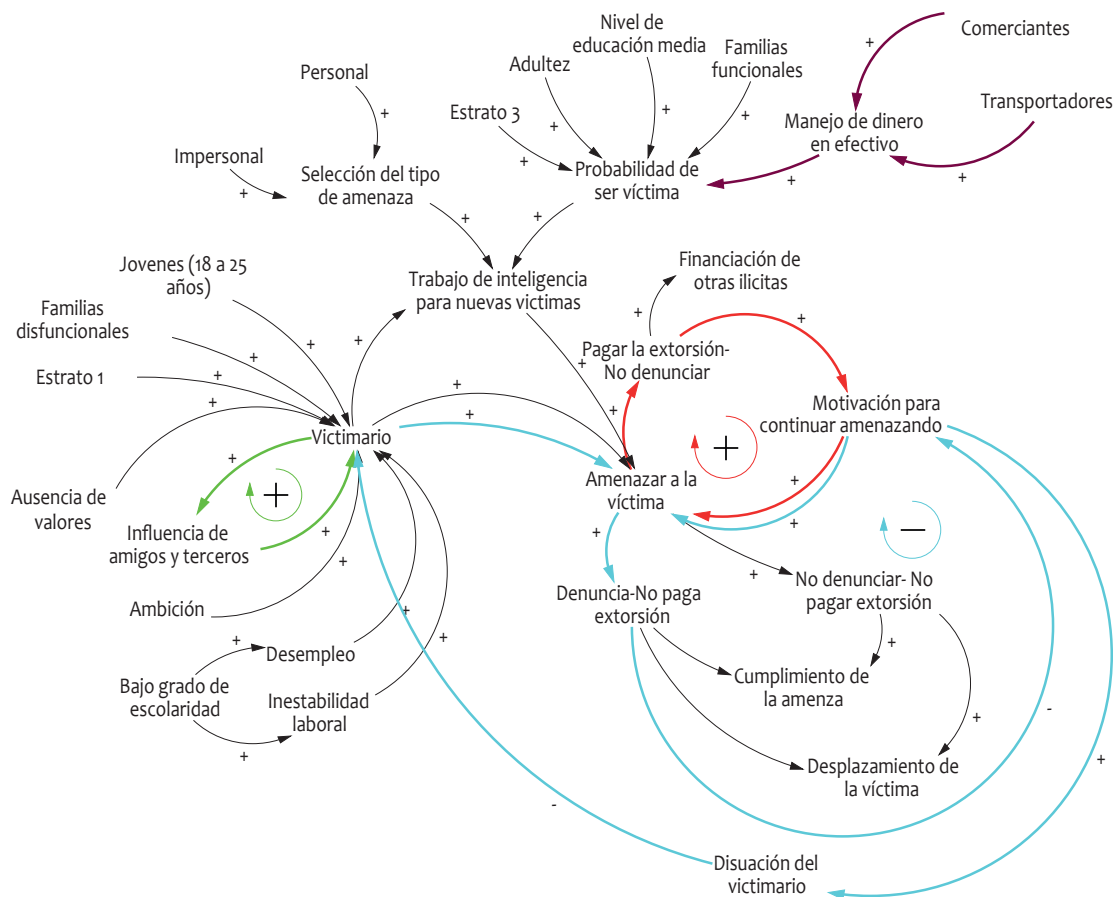 Nivel de
educación media
Familias
funcionales
Comerciantes
Adultez
Personal
Estrato 3
Transportadores
Manejo de dinero
en efectivo
Impersonal
Selección del tipo
de amenaza
Probabilidad de
ser víctima
Jovenes (18 a 25
años)
Trabajo de inteligencia
para nuevas victimas
Financiación de
otras ilicitas
Familias
disfuncionales
Pagar la extorsión-
No denunciar
Estrato 1
Motivación para
continuar amenazando
Victimario
Ausencia de
valores
Amenazar a la
víctima
Influencia de
amigos y terceros
Ambición
Denuncia-No paga
extorsión
No denunciar- No
pagar extorsión
Desempleo
Bajo grado de
escolaridad
Inestabilidad
laboral
Cumplimiento de
la amenza
Desplazamiento de
la víctima
Disuación del
victimario